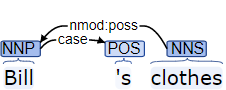 nmod:poss
case
NNP POS NNS
Bill 's clothes